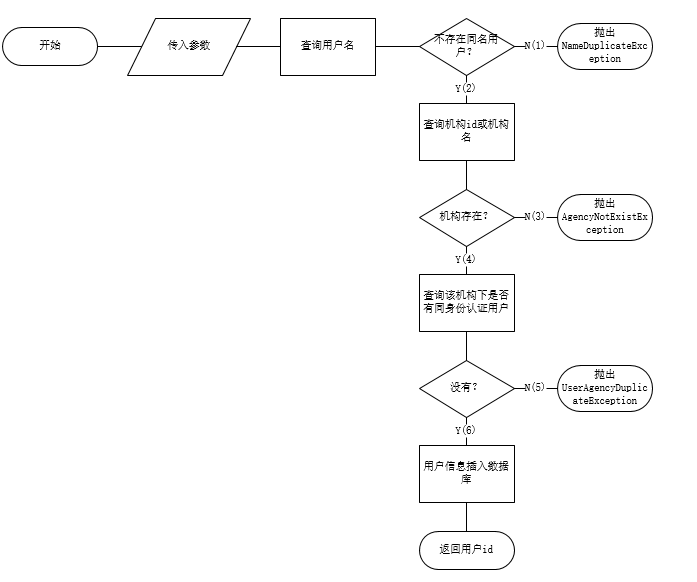 开始
传入参数
查询用户名
不存在同名用
户？
N(1)
抛出
NameDuplicateExc
eption
Y(2)
查询机构id或机构
名
机构存在？
N(3)
抛出
AgencyNotExistEx
ception
Y(4)
查询该机构下是否
有同身份认证用户
没有？
N(5)
抛出
UserAgencyDuplic
ateException
Y(6)
用户信息插入数据
库
返回用户id